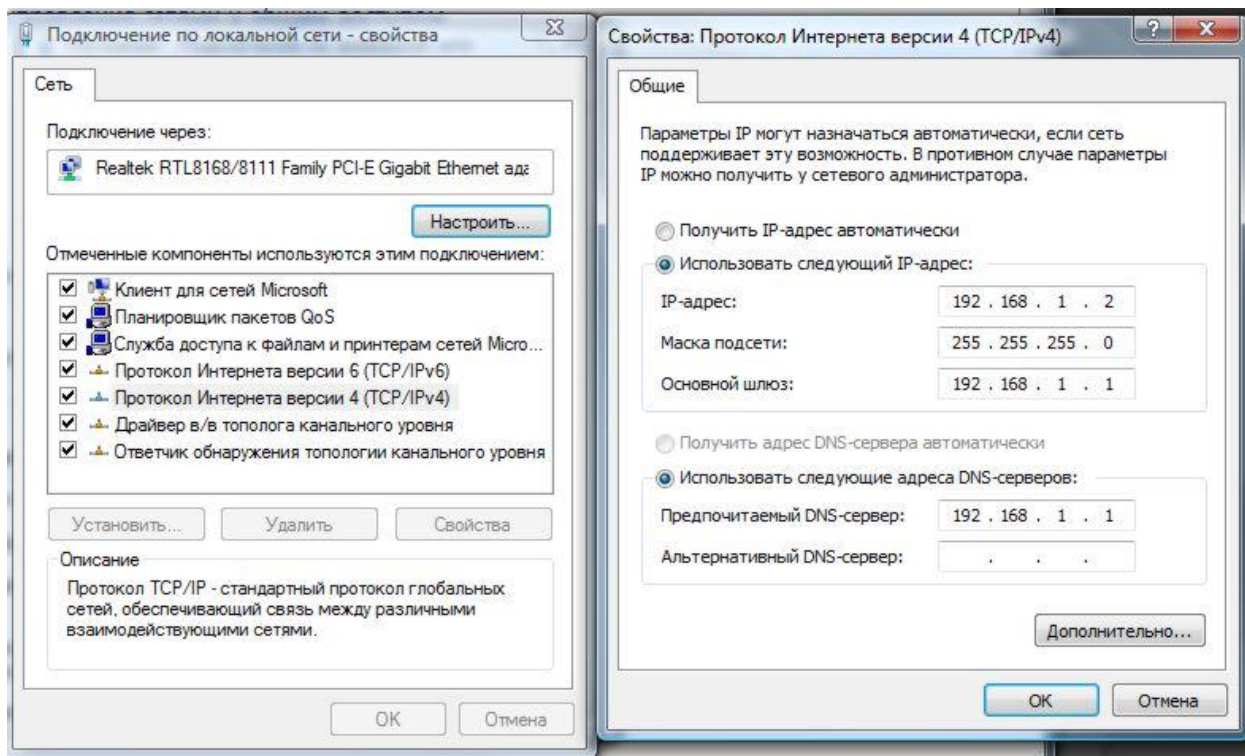 Подключение по локальной сети - свойства
Сеть
Подключение через:
Realtek RTL8168/8111 Family PCI-E Gigabit Ethernet ада
Настроить...
Отмеченные компоненты используются этим подключением:
Клиент для сетей Microsoft
Планировщик пакетов QoS
Служба доступа к файлам и принтерам сетей Micro...
Протокол Интернета версии 6 (TCP/IPv6)
Протокол Интернета версии 4 (TCP/IPv4)
Драйвер в/в тополога канального уровня
Ответчик обнаружения топологии канального уровня
Установить... Удалить Свойства
Описание
Протокол TCP/IP - стандартный протокол глобальных
сетей, обеспечивающий связь между различными
взаимодействующими сетями.
OK Отмена
Свойства: Протокол Интернета версии 4 (TCP/IPv4)
Общие
Параметры IP могут назначаться автоматически, если сеть
поддерживает эту возможность. В противном случае параметры
IP можно получить у сетевого администратора.
Получить IP-адрес автоматически
Использовать следующий IP-адрес:
IP-адрес: 192 . 168 . 1 . 2
Маска подсети: 255 . 255 . 255 . 0
Основной шлюз: 192 . 168 . 1 . 1
Получить адрес DNS-сервера автоматически
Использовать следующие адреса DNS-серверов:
Предпочитаемый DNS-сервер: 192 . 168 . 1 . 1
Альтернативный DNS-сервер: . . .
Дополнительно...
OK Отмена